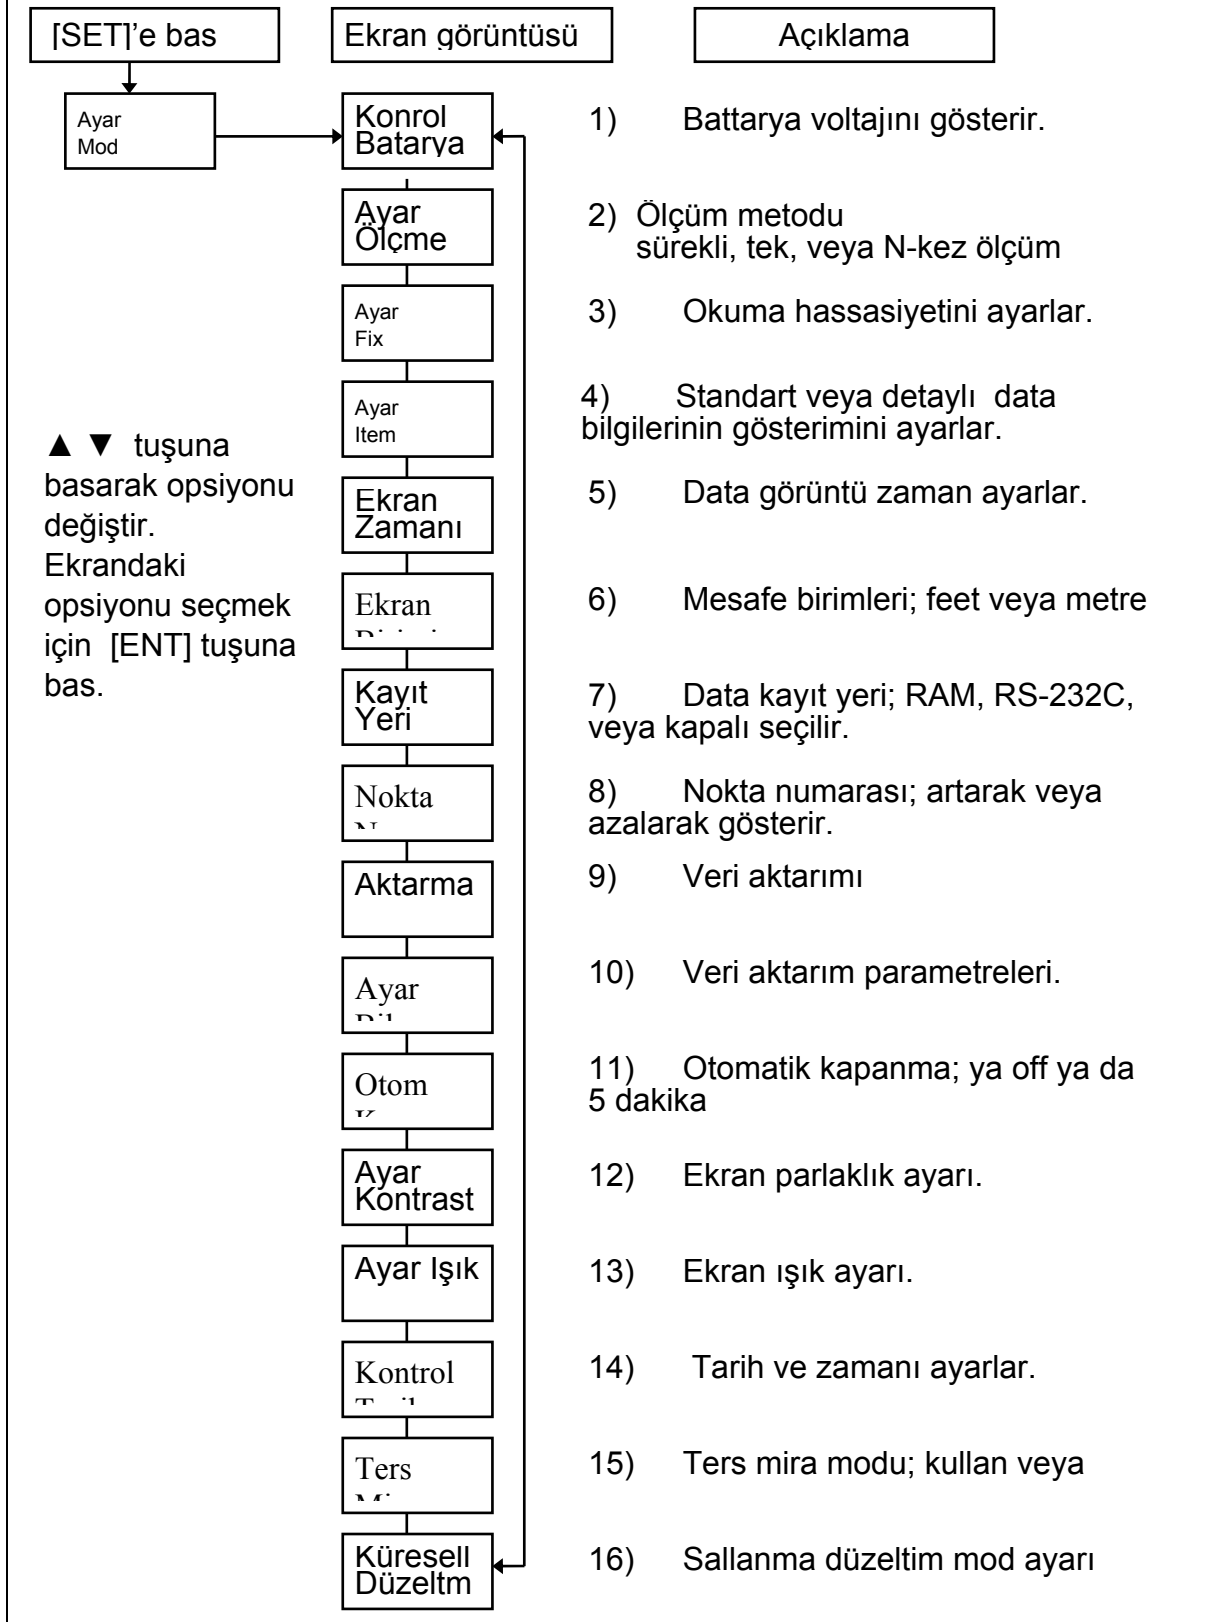 [SET]'e bas
Ekran görüntüsü
Açıklama
Ayar
Mod
Konrol
Batarya
1) Battarya voltajını gösterir.
Ayar
Ölçme
2) Ölçüm metodu
sürekli, tek, veya N-kez ölçüm
Ayar
Fix
3) Okuma hassasiyetini ayarlar.
Ayar
Item
4) Standart veya detaylı data
bilgilerinin gösterimini ayarlar.
▲ ▼ tuşuna
basarak opsiyonu
değiştir.
Ekrandaki
opsiyonu seçmek
için [ENT] tuşuna
bas.
Ekran
Zamanı
5) Data görüntü zaman ayarlar.
Ekran
6) Mesafe birimleri; feet veya metre
Kayıt
Yeri
7) Data kayıt yeri; RAM, RS-232C,
veya kapalı seçilir.
Nokta
8) Nokta numarası; artarak veya
azalarak gösterir.
Aktarma
9) Veri aktarımı
Ayar
10) Veri aktarım parametreleri.
Otom
11) Otomatik kapanma; ya off ya da
5 dakika
Ayar
Kontrast
12) Ekran parlaklık ayarı.
Ayar Işık
13) Ekran ışık ayarı.
Kontrol
14) Tarih ve zamanı ayarlar.
Ters
15) Ters mira modu; kullan veya
Küresell
Düzeltm
16) Sallanma düzeltim mod ayarı